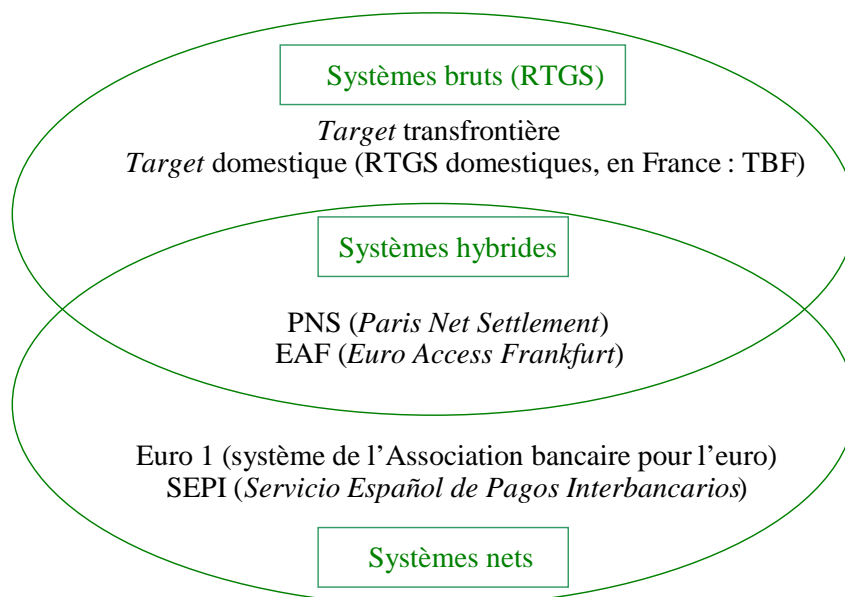 Systèmes bruts (RTGS)
Target transfrontière
Target domestique (RTGS domestiques, en France : TBF)
Systèmes hybrides
PNS (Paris Net Settlement)
EAF (Euro Access Frankfurt)
Euro 1 (système de l’Association bancaire pour l’euro)
SEPI (Servicio Español de Pagos Interbancarios)
Systèmes nets